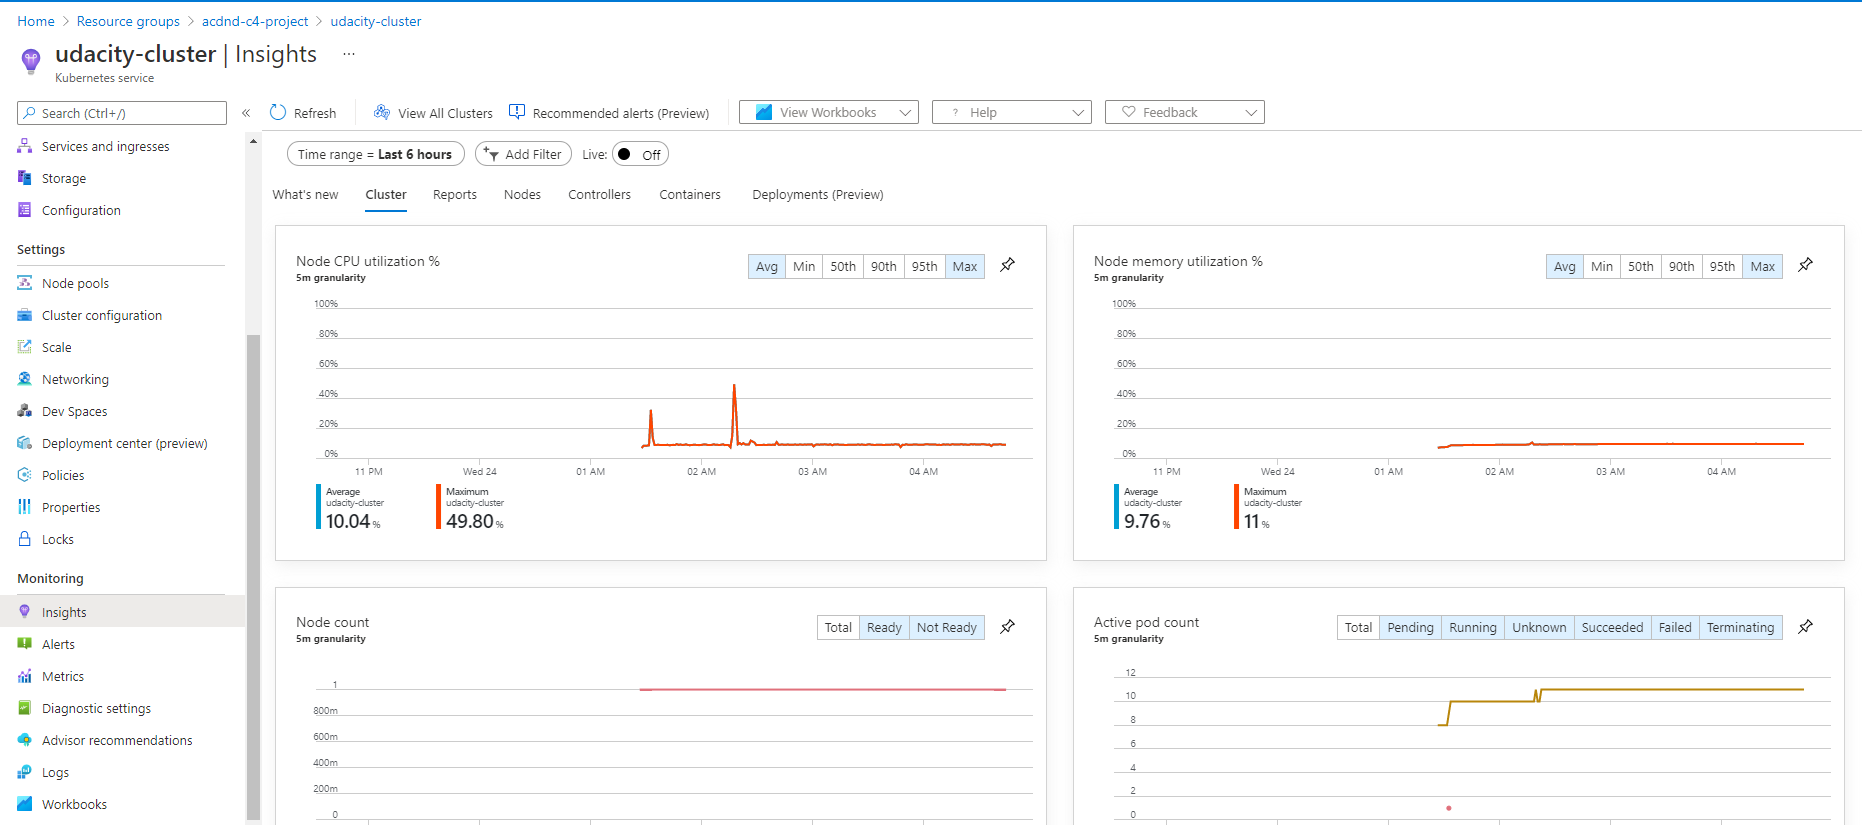 Home > Resource groups > acdnd-c4-project > udacity-cluster
udacity-cluster | Insights ...
Kubernetes service
Search (Ctrl+/)
«
Refresh
View All Clusters
Recommended alerts (Preview)
View Workbooks
? Help
Feedback
Services and ingresses
Storage
Configuration
Settings
Node pools
Cluster configuration
Scale
Networking
Dev Spaces
Deployment center (preview)
Policies
Properties
Locks
Monitoring
Insights
Alerts
Metrics
Diagnostic settings
Advisor recommendations
Logs
Workbooks
Time range = Last 6 hours
Add Filter
Live: Off
What's new Cluster Reports Nodes Controllers Containers Deployments (Preview)
Node CPU utilization %
5m granularity
Avg Min 50th 90th 95th Max
100%
80%
60%
40%
20%
0%
11 PM Wed 24 01 AM 02 AM 03 AM 04 AM
Average
udacity-cluster
10.04 %
Maximum
udacity-cluster
49.80 %
Node memory utilization %
5m granularity
Avg Min 50th 90th 95th Max
100%
80%
60%
40%
20%
0%
11 PM Wed 24 01 AM 02 AM 03 AM 04 AM
Average
udacity-cluster
9.76 %
Maximum
udacity-cluster
11 %
Node count
5m granularity
Total Ready Not Ready
1
800m
600m
400m
200m
0
Active pod count
5m granularity
Total Pending Running Unknown Succeeded Failed Terminating
12
10
8
6
4
2
0